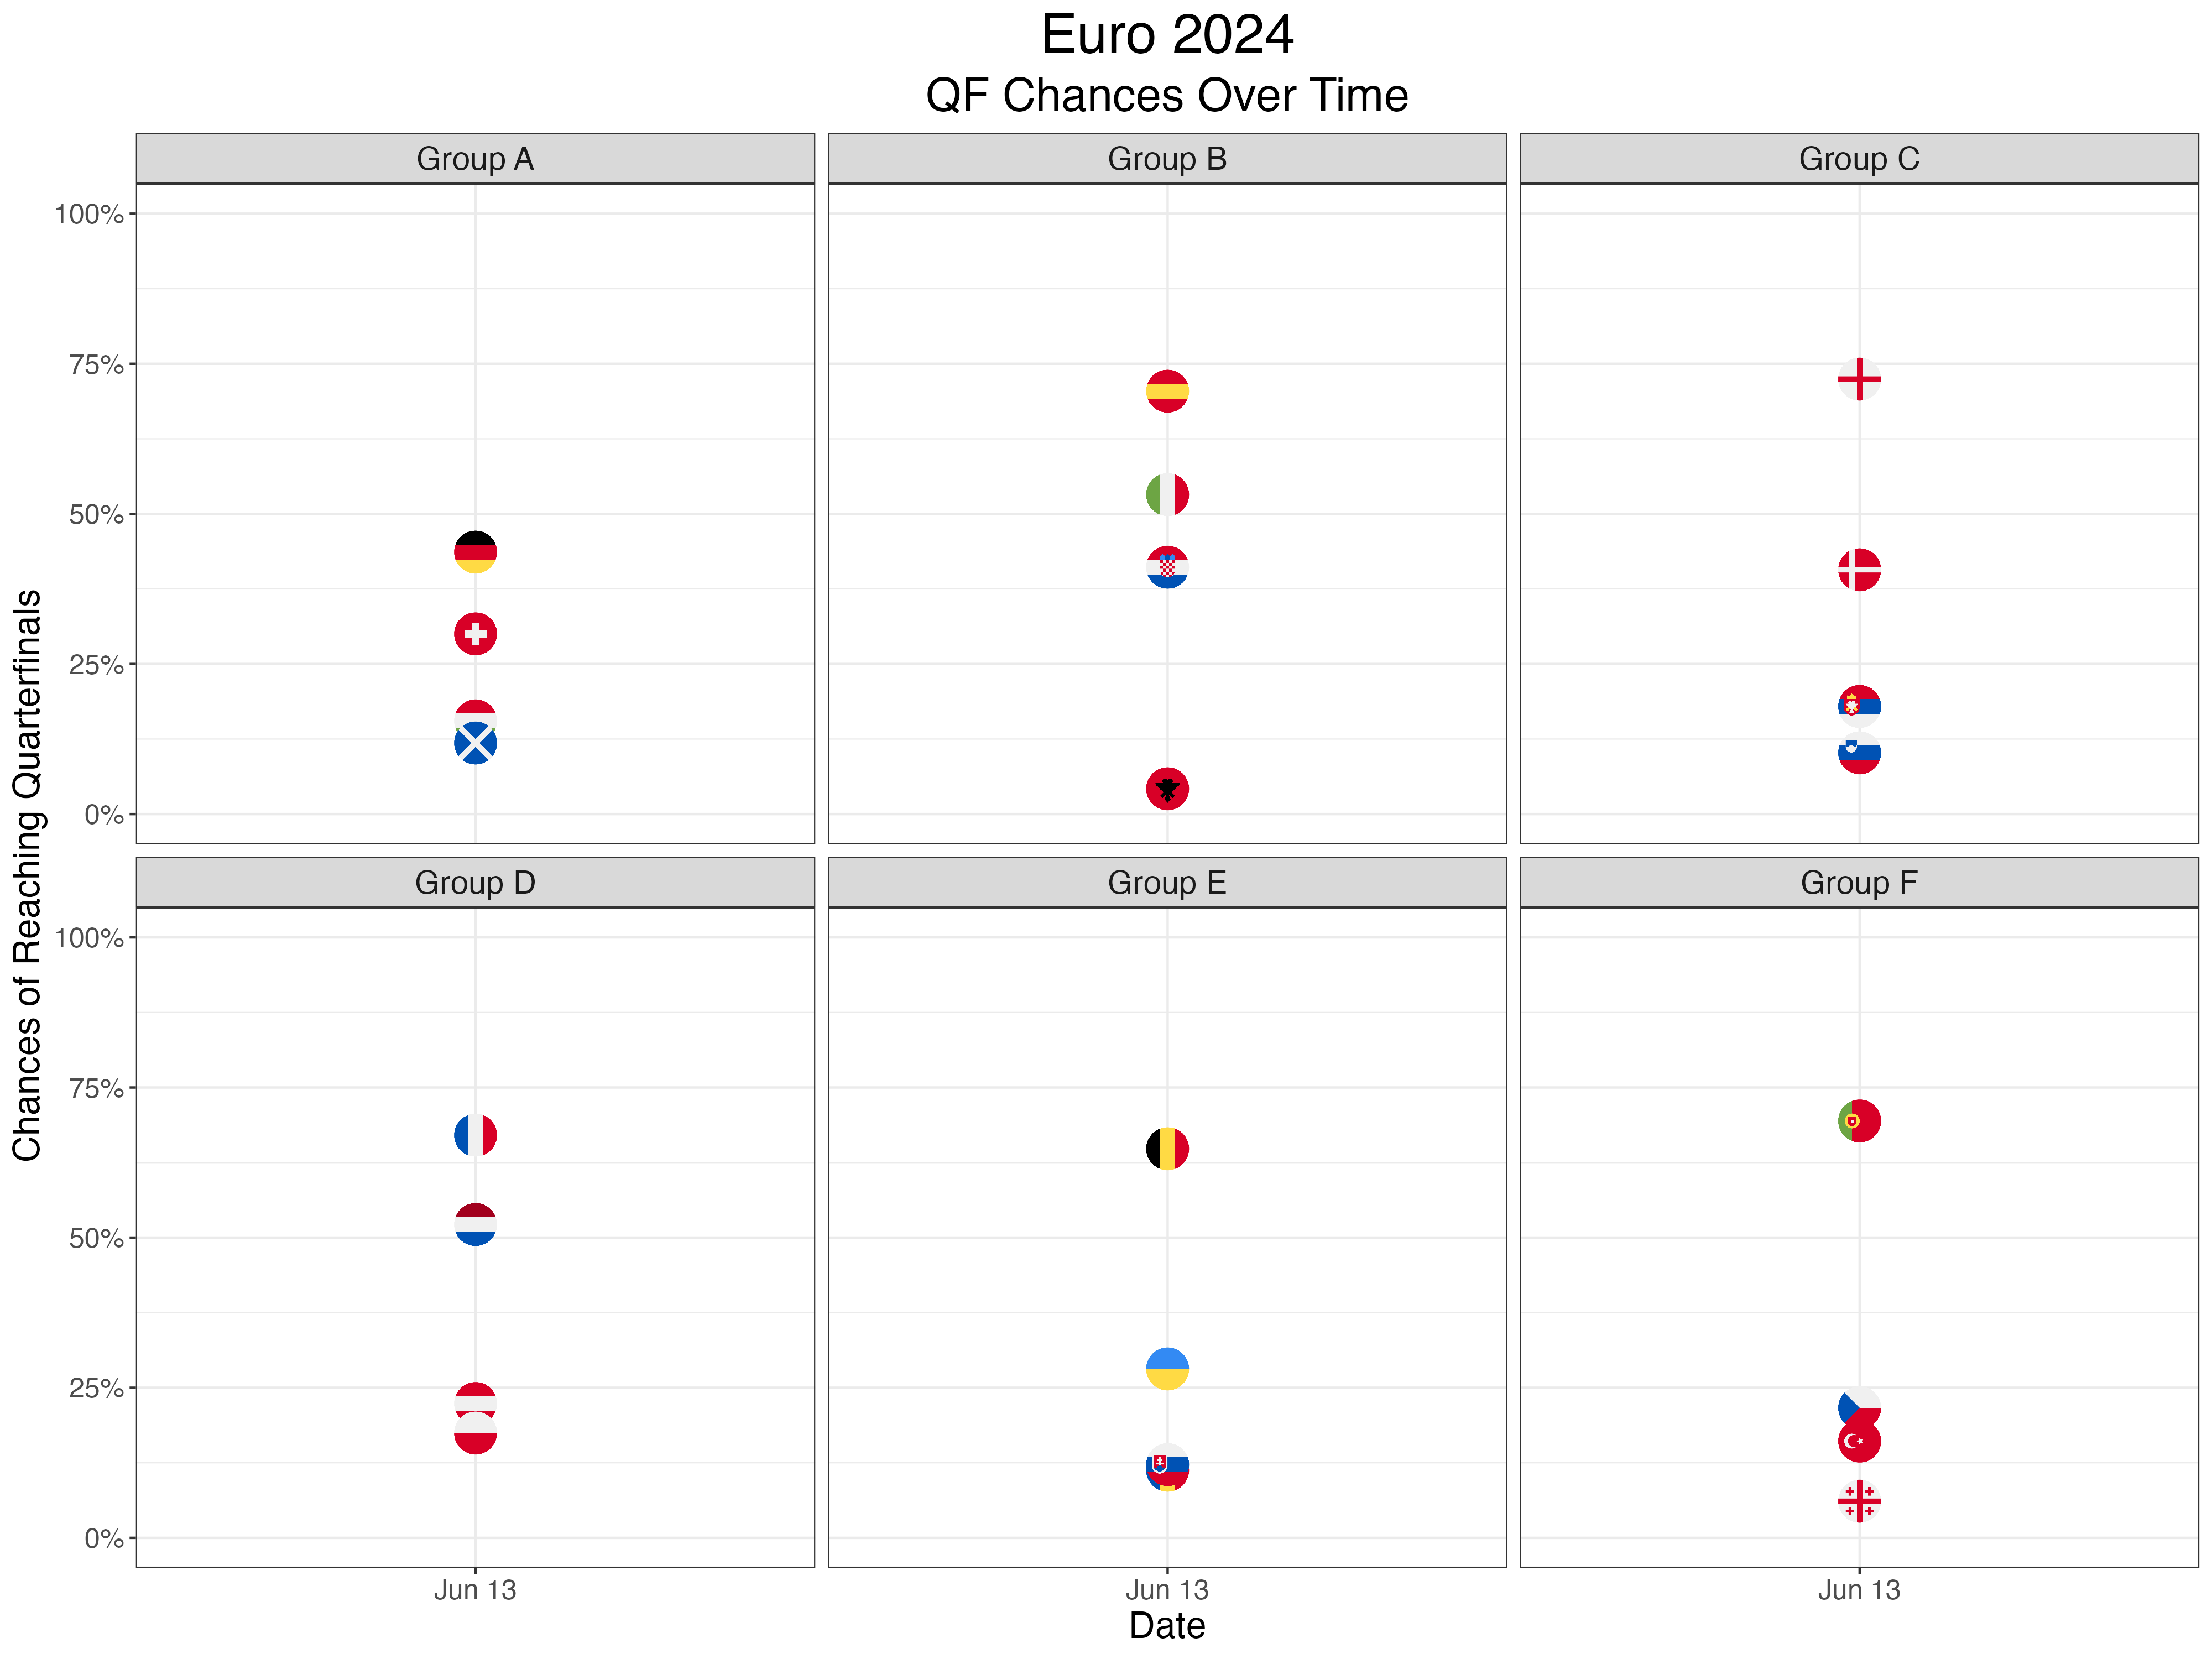 Euro 2024
QF Chances Over Time
Group A
Group B
Group C
100%
75%
50%
25%
0%
Group D
Group E
Group F
100%
75%
50%
25%
0%
Chances of Reaching Quarterfinals
Jun 13
Jun 13
Jun 13
Date